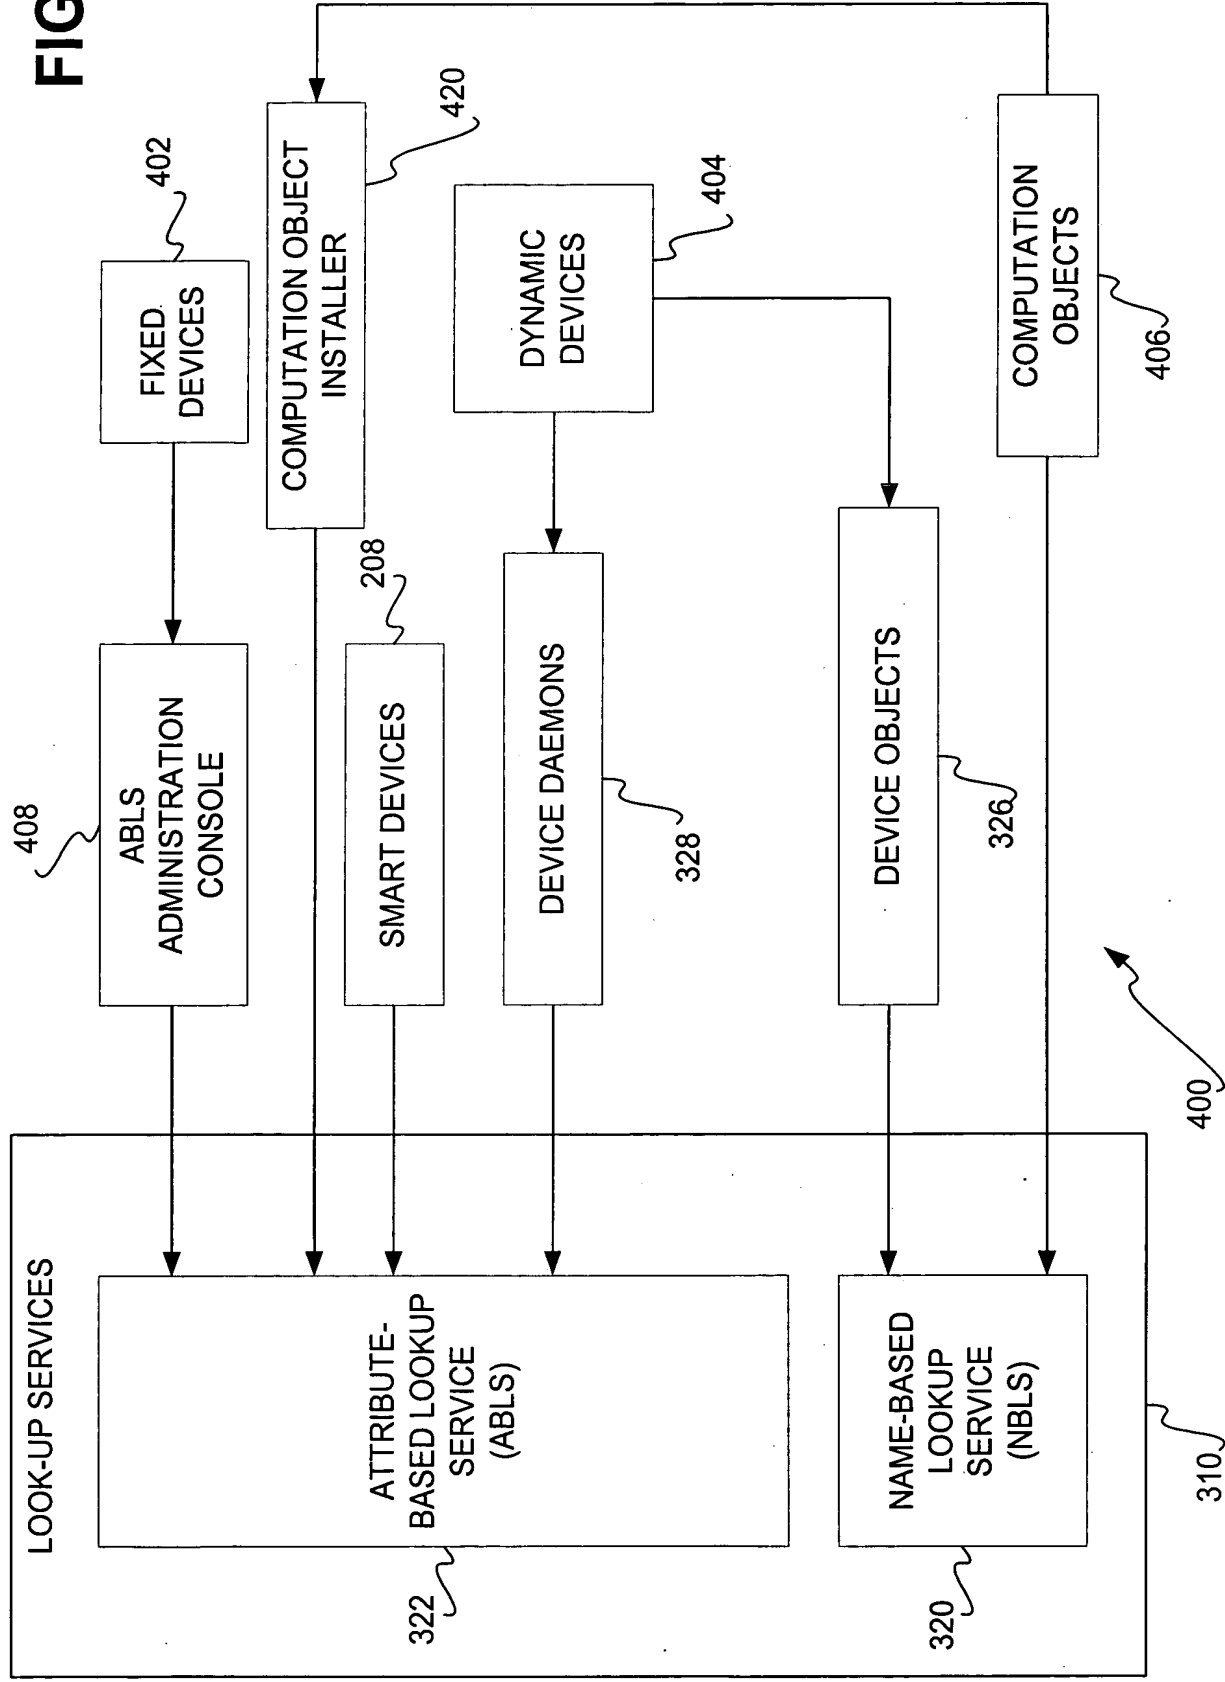 FIG
LOOK-UP SERVICES
ATTRIBUTE-
BASED LOOKUP
SERVICE
(ABLS)
322
NAME-BASED
LOOKUP
SERVICE
(NBLS)
320
310
408
ABLS
ADMINISTRATION
CONSOLE
FIXED
DEVICES
402
COMPUTATION OBJECT
INSTALLER
420
SMART DEVICES
208
DEVICE DAEMONS
328
DYNAMIC
DEVICES
404
DEVICE OBJECTS
326
COMPUTATION
OBJECTS
406
400